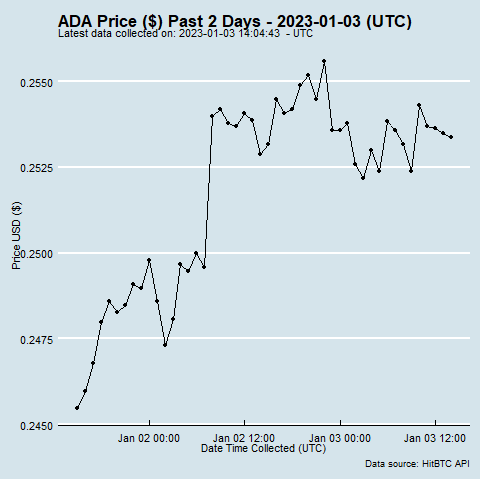 ADA Price ($) Past 2 Days - 2023-01-03 (UTC)
Latest data collected on: 2023-01-03 14:04:43  - UTC
0.2550
0.2525
0.2500
0.2475
0.2450
Price USD ($)
Jan 02 00:00
Jan 02 12:00
Jan 03 00:00
Jan 03 12:00
Date Time Collected (UTC)
Data source: HitBTC API